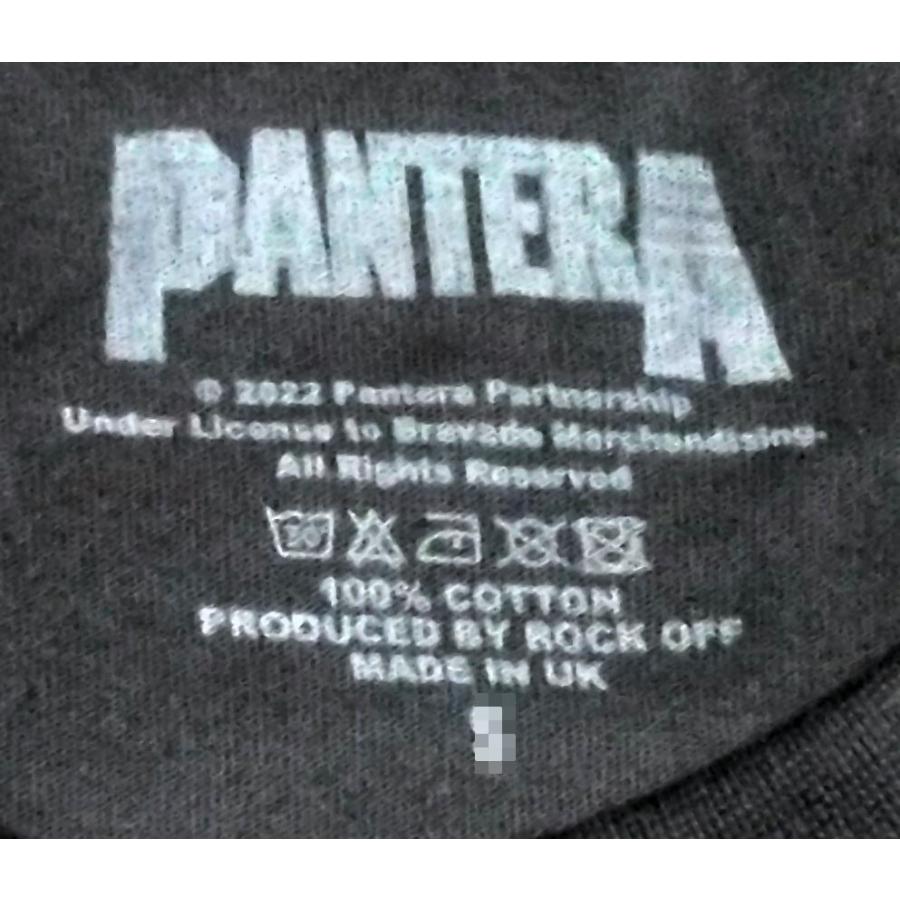 PANTERA
© 2022 Pantera Partnership
Under License to Bravado Merchandising.
All Rights Reserved
30
100% COTTON
PRODUCED BY ROCK OFF
MADE IN UK